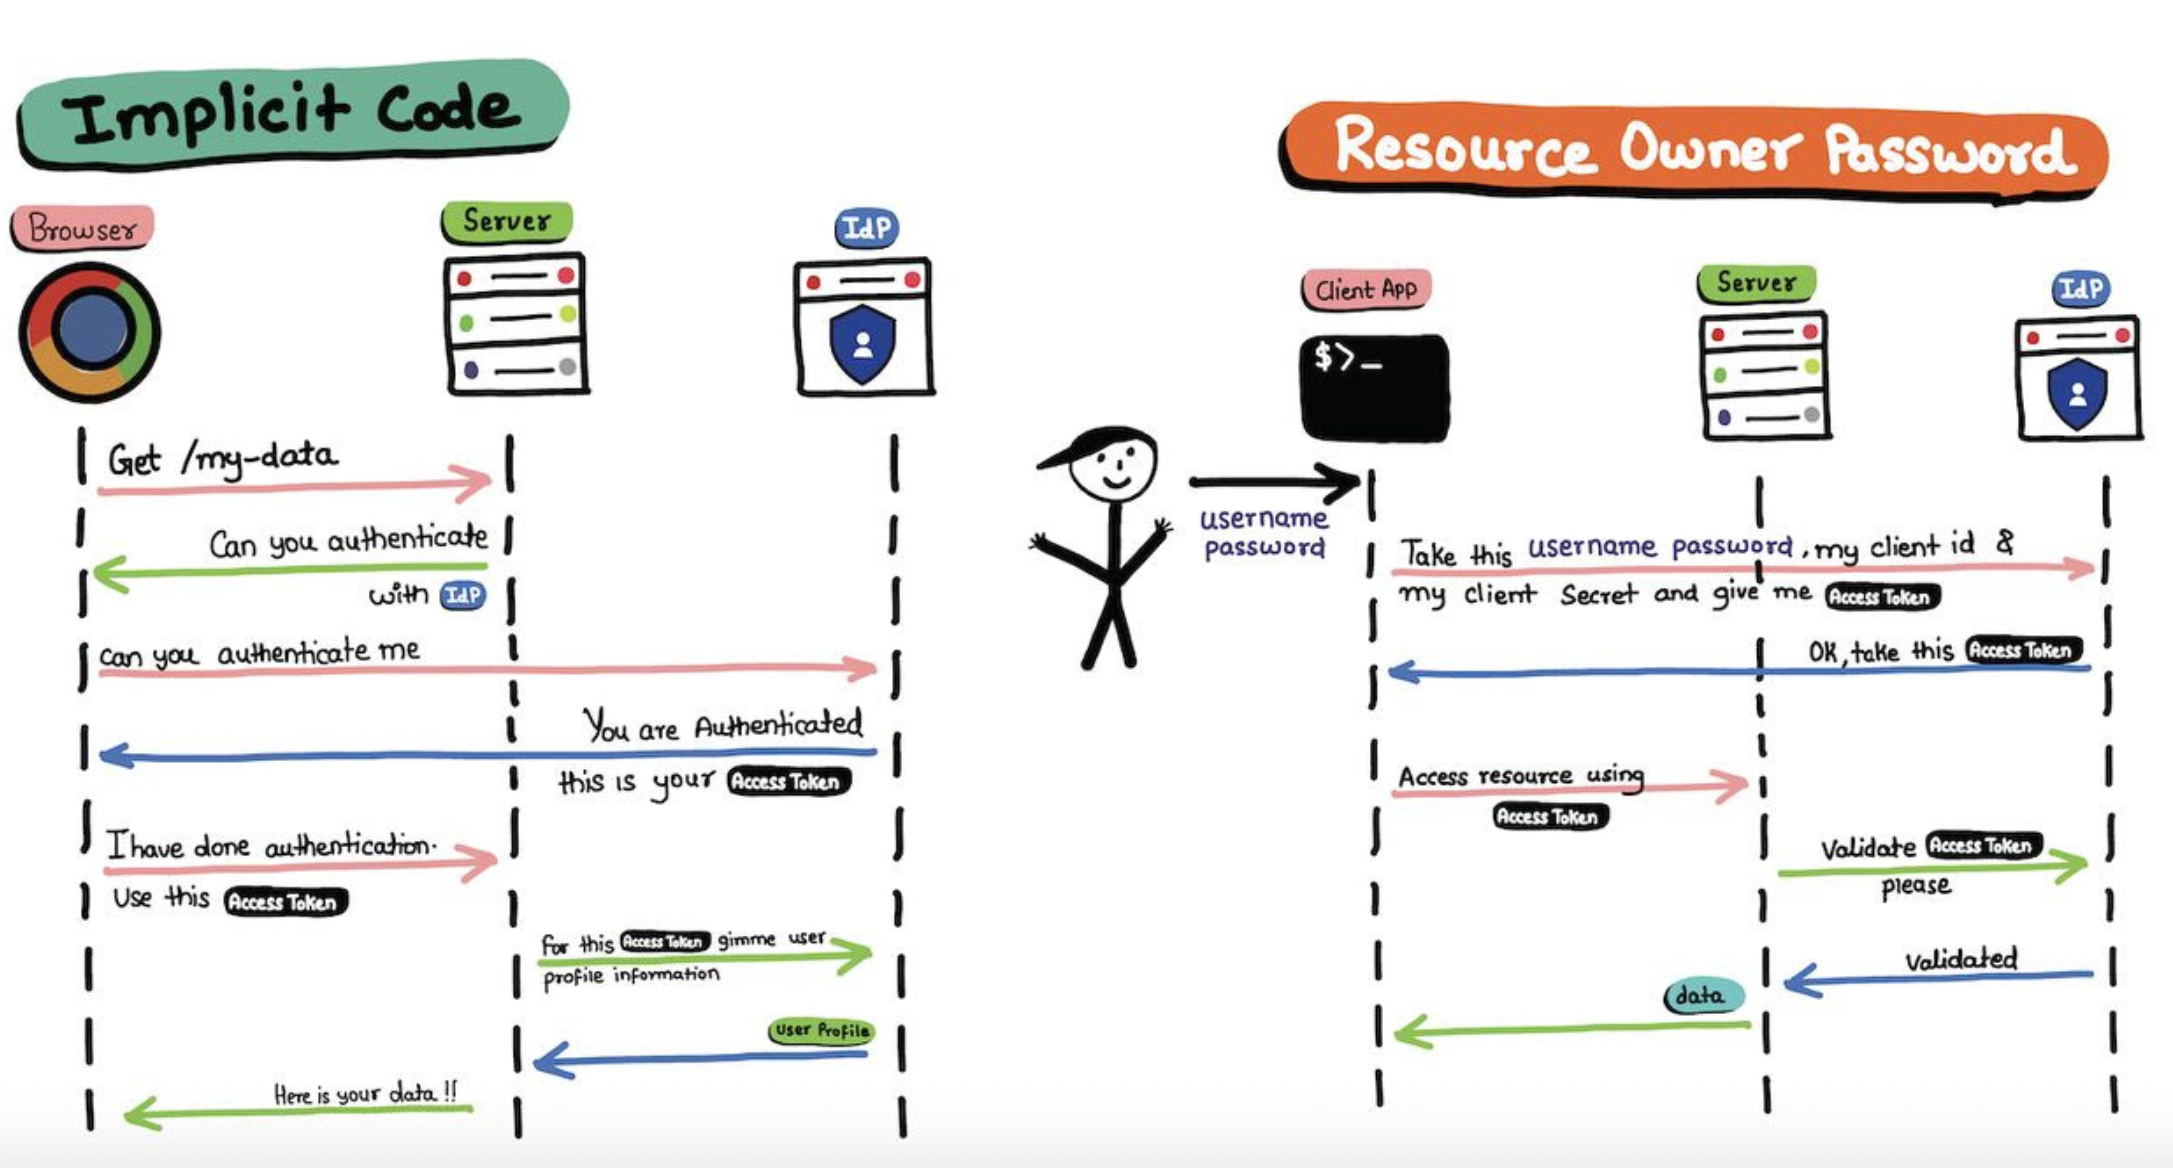 Implicit Code
Browser
Server
IdP
Get /my-data
Can you authenticate
with IdP
can you authenticate me
You are Authenticated
this is your Access Token
I have done authentication.
Use this Access Token
For this Access Token gimme user
profile information
User Profile
Here is your data !!
Resource Owner Password
Client App
Server
IdP
$>_
username
password
Take this username password, my client id &
my client Secret and give me Access Token
OK, take this Access Token
Access resource using
Access Token
Validate Access Token
please
Validated
data